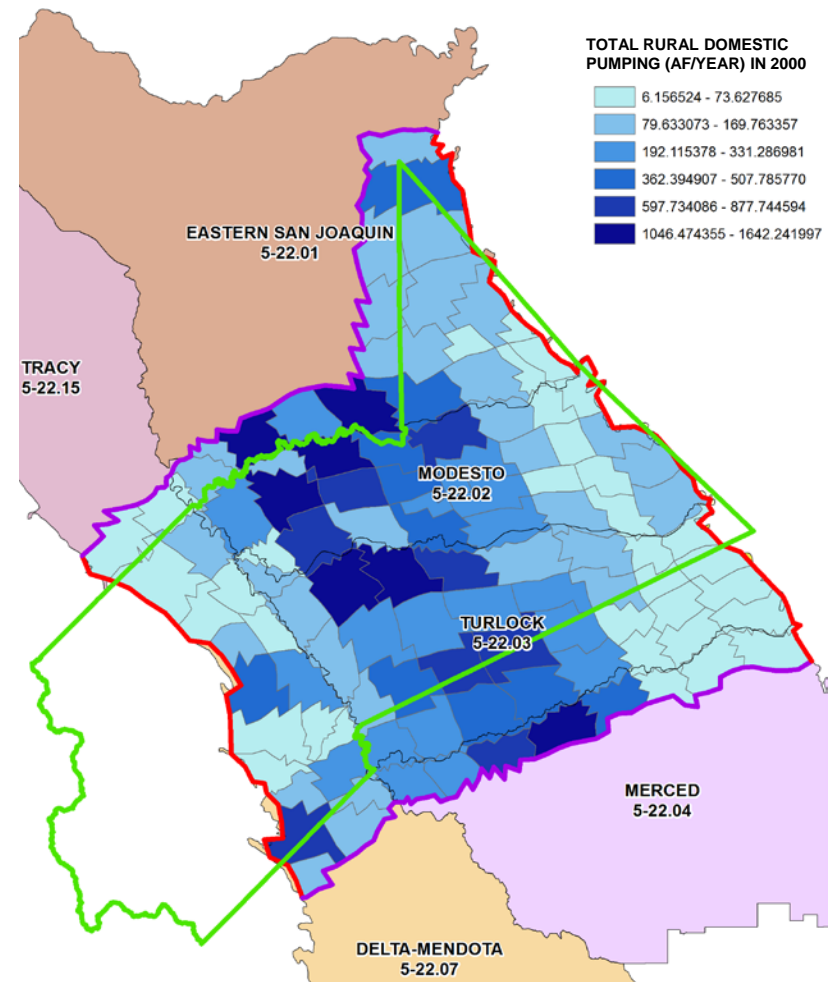 TOTAL RURAL DOMESTIC
PUMPING (AF/YEAR) IN 2000
6.156524 - 73.627685
79.633073 - 169.763357
192.115378 - 331.286981
362.394907 - 507.785770
597.734086 - 877.744594
1046.474355 - 1642.241997
EASTERN SAN JOAQUIN
5-22.01
TRACY
5-22.15
MODESTO
5-22.02
TURLOCK
5-22.03
MERCED
5-22.04
DELTA-MENDOTA
5-22.07